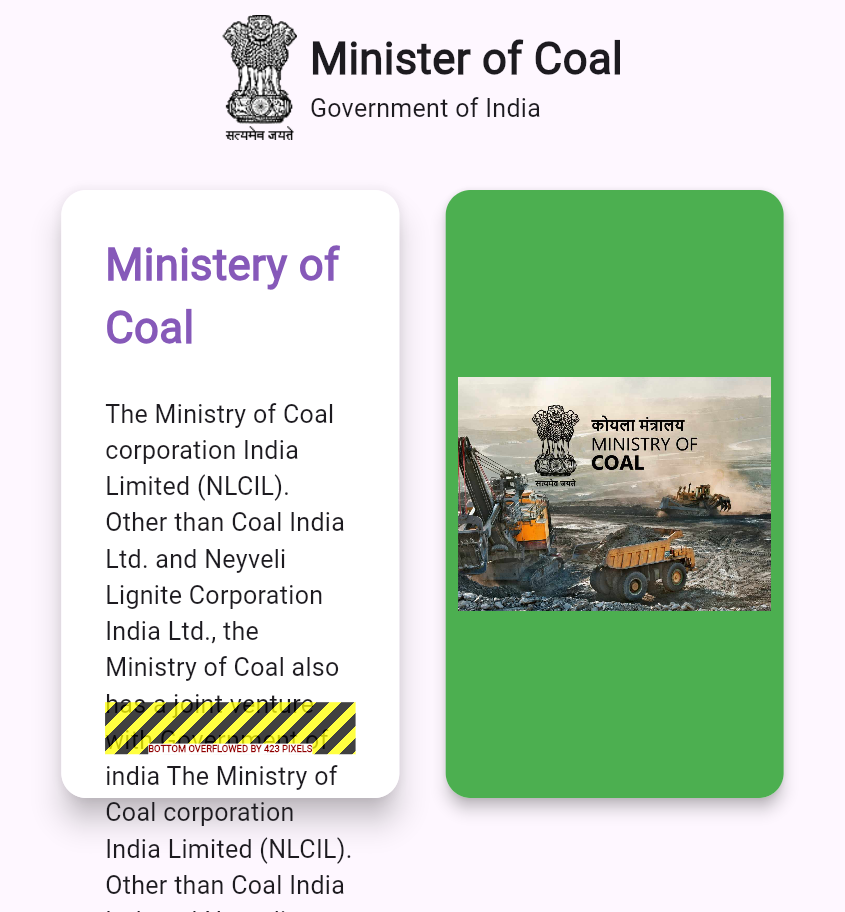 Minister of Coal
Government of India
सत्यमेव जयते
Ministery of
Coal
The Ministry of Coal
corporation India
Limited (NLCIL).
Other than Coal India
Ltd. and Neyveli
Lignite Corporation
India Ltd., the
Ministry of Coal also
has a joint venture
with Government of
BOTTOM OVERFLOWED BY 423 PIXELS
india The Ministry of
Coal corporation
India Limited (NLCIL).
Other than Coal India
कोयला मंत्रालय
MINISTRY OF
COAL
सत्यमेव जयते